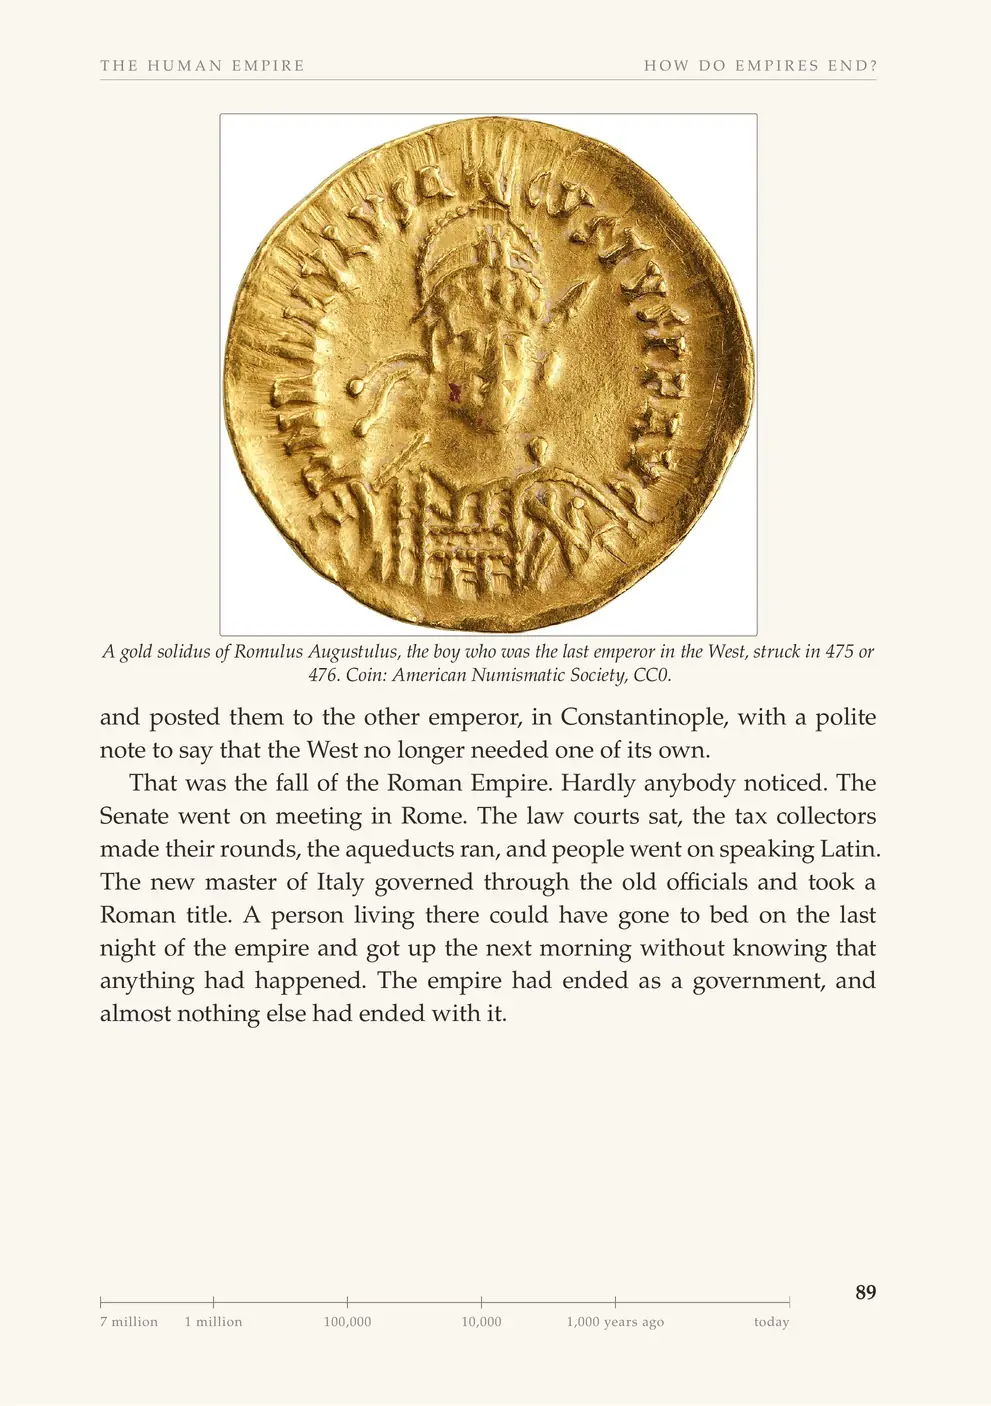 THE HUMAN EMPIRE
HOW DO EMPIRES END?
A gold solidus of Romulus Augustulus, the boy who was the last emperor in the West, struck in 475 or
476. Coin: American Numismatic Society, CC0.
and posted them to the other emperor, in Constantinople, with a polite
note to say that the West no longer needed one of its own.
That was the fall of the Roman Empire. Hardly anybody noticed. The
Senate went on meeting in Rome. The law courts sat, the tax collectors
made their rounds, the aqueducts ran, and people went on speaking Latin.
The new master of Italy governed through the old officials and took a
Roman title. A person living there could have gone to bed on the last
night of the empire and got up the next morning without knowing that
anything had happened. The empire had ended as a government, and
almost nothing else had ended with it.
89
7 million 1 million 100,000 10,000 1,000 years ago today